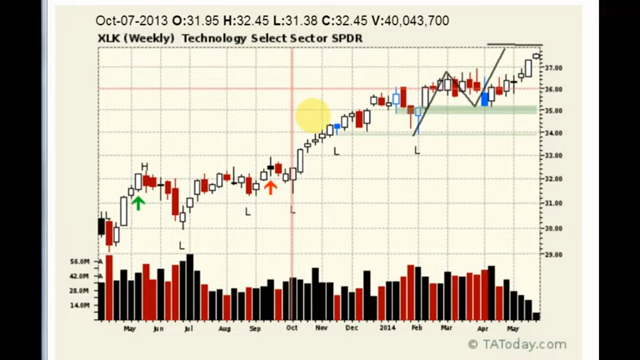 Oct-07-2013 O:31.95 H:32.45 L:31.38 C:32.45 V:40,043,700
XLK (Weekly) Technology Select Sector SPDR
37.00
36.00
35.00
34.00
33.00
32.00
31.00
30.00
29.00
H
L
L
L
L
L
56.0M
42.0M
28.0M
14.0M
A
A
May Jun Jul Aug Sep Oct Nov Dec 2014 Feb Mar Apr May
© TAToday.com